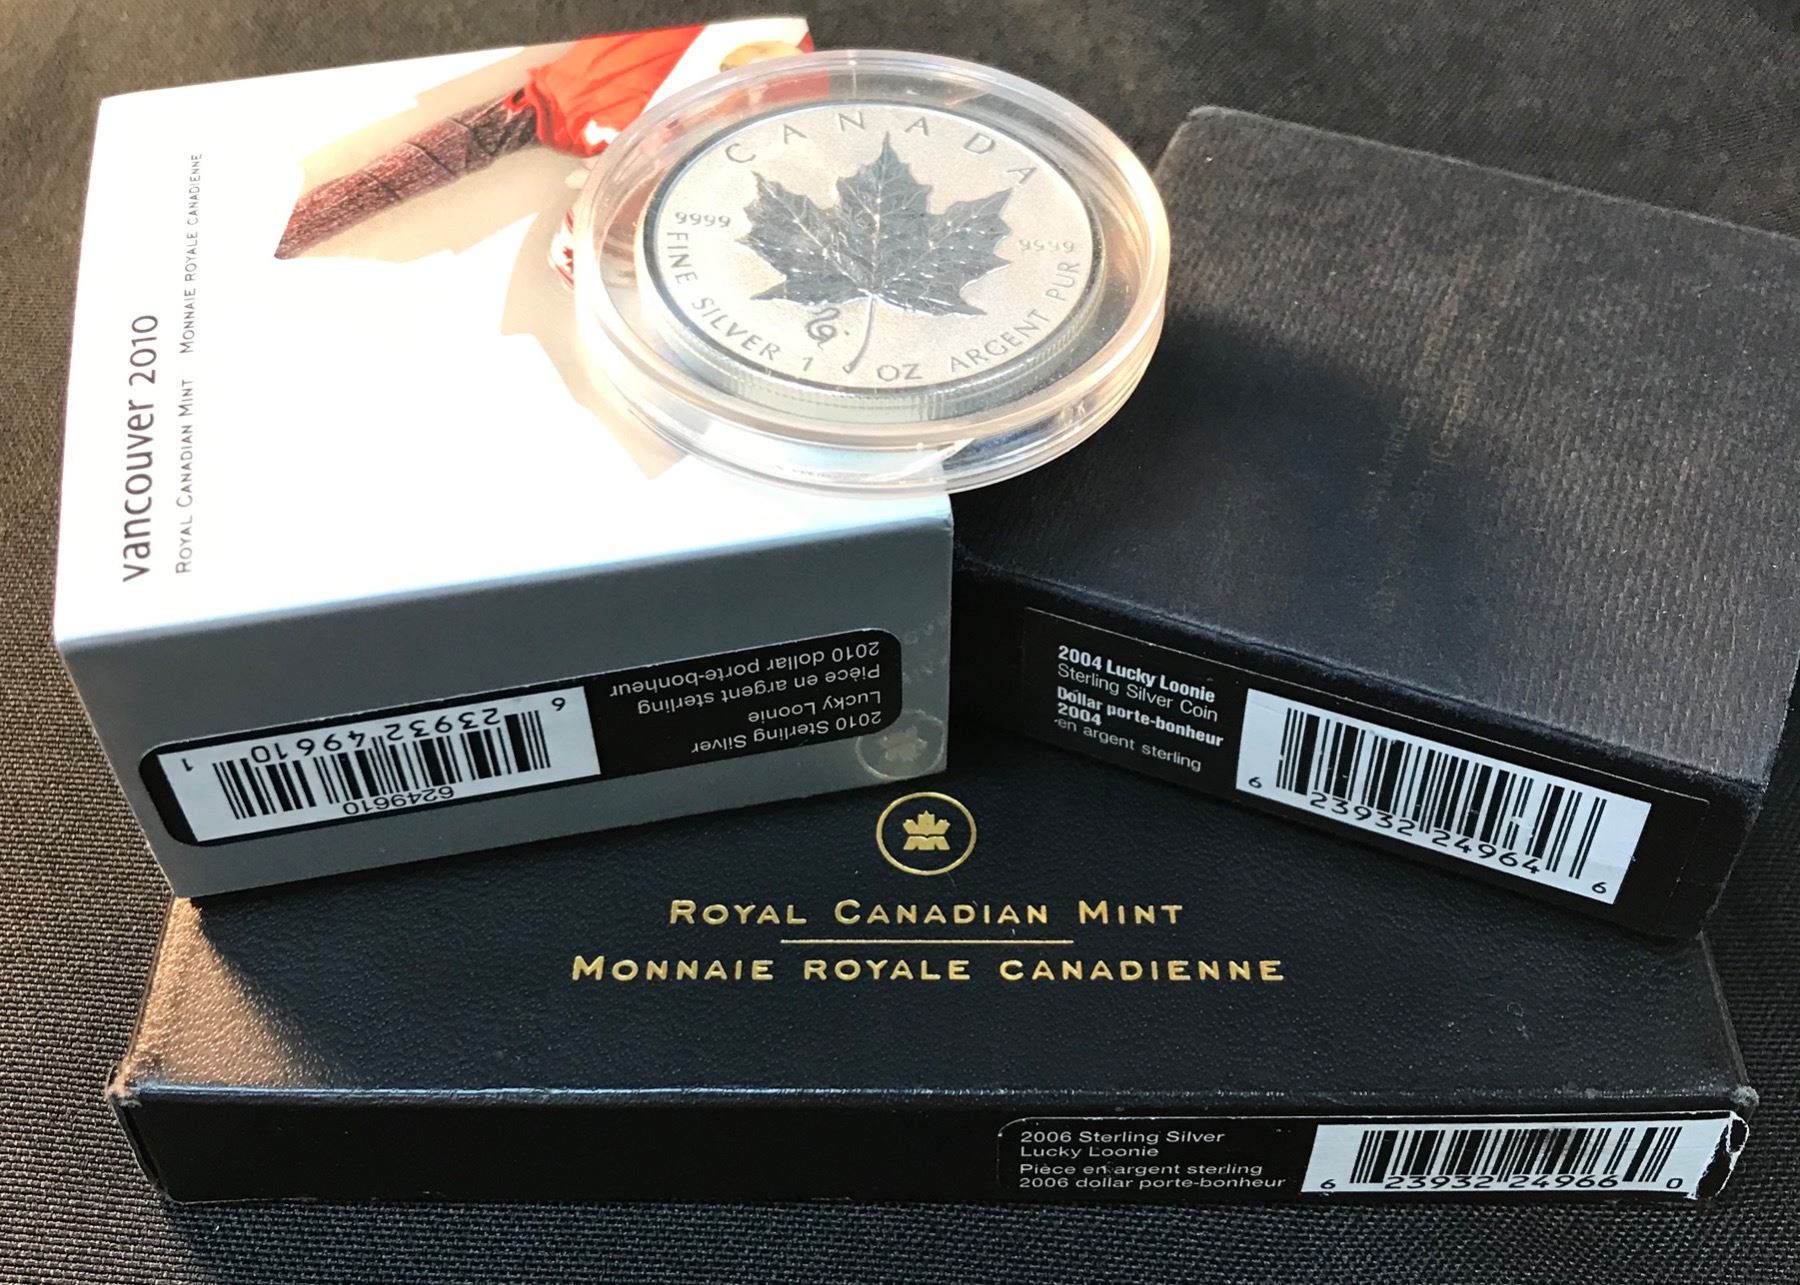 vancouver 2010
ROYAL CANADIAN MINT MONNAIE ROYALE CANADIENNE
CANADA
9999 9999
FINE SILVER 1 OZ ARGENT PUR
2010 Sterling Silver
Lucky Loonie
Pièce en argent sterling
2010 dollar porte-bonheur
6249610
6 23932 49610 1
2004 Lucky Loonie
Sterling Silver Coin
Dollar porte-bonheur
2004
en argent sterling
6 23932 24964 6
ROYAL CANADIAN MINT
MONNAIE ROYALE CANADIENNE
2006 Sterling Silver
Lucky Loonie
Pièce en argent sterling
2006 dollar porte-bonheur
6 23932 24966 0